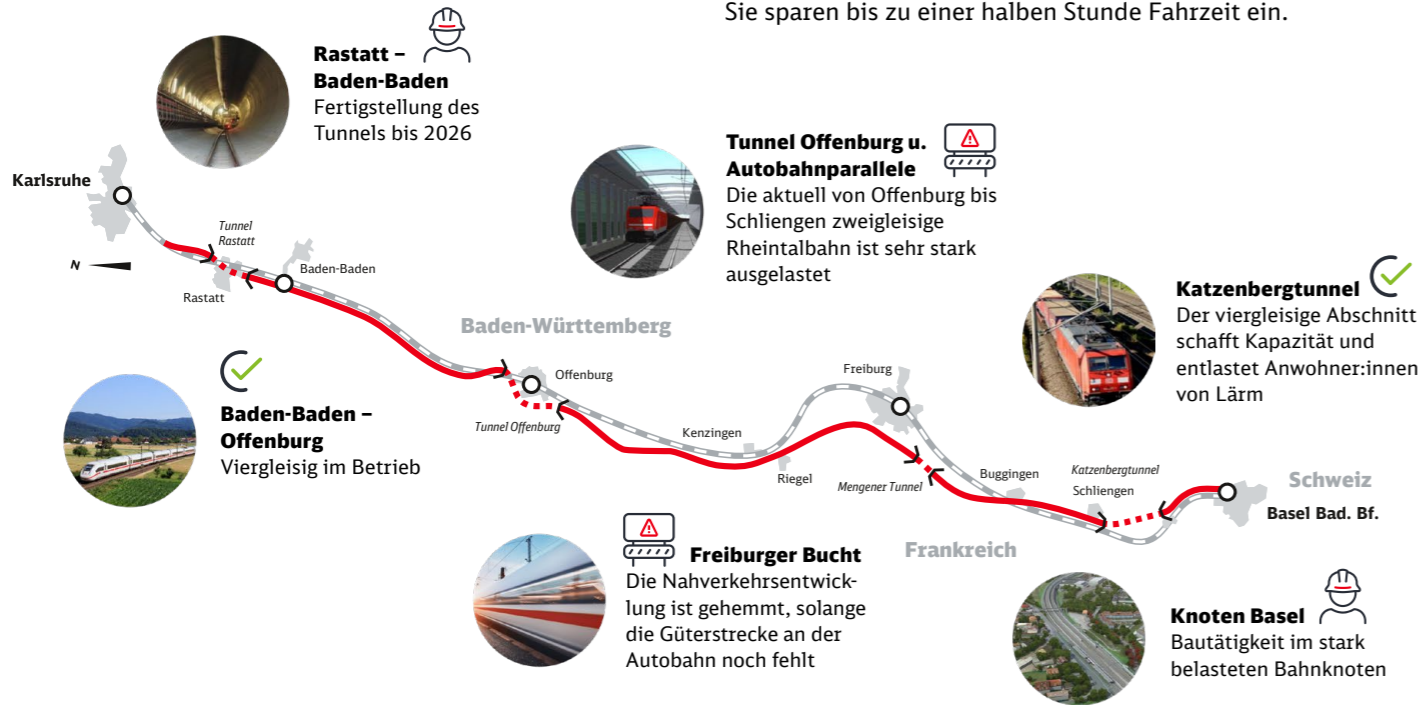 Sie sparen bis zu einer halben Stunde Fahrzeit ein.
Rastatt –
Baden-Baden
Fertigstellung des
Tunnels bis 2026
Tunnel Offenburg u.
Autobahnparallele
Die aktuell von Offenburg bis
Schliengen zweigleisige
Rheintalbahn ist sehr stark
ausgelastet
Karlsruhe
Tunnel
Rastatt
N
Baden-Baden
Rastatt
Katzenbergtunnel
Der viergleisige Abschnitt
schafft Kapazität und
entlastet Anwohner:innen
von Lärm
Baden-Württemberg
Offenburg
Freiburg
Baden-Baden –
Offenburg
Viergleisig im Betrieb
Tunnel Offenburg
Kenzingen
Riegel
Mengener Tunnel
Buggingen
Katzenbergtunnel
Schliengen
Schweiz
Basel Bad. Bf.
Frankreich
Freiburger Bucht
Die Nahverkehrsentwick-
lung ist gehemmt, solange
die Güterstrecke an der
Autobahn noch fehlt
Knoten Basel
Bautätigkeit im stark
belasteten Bahnknoten